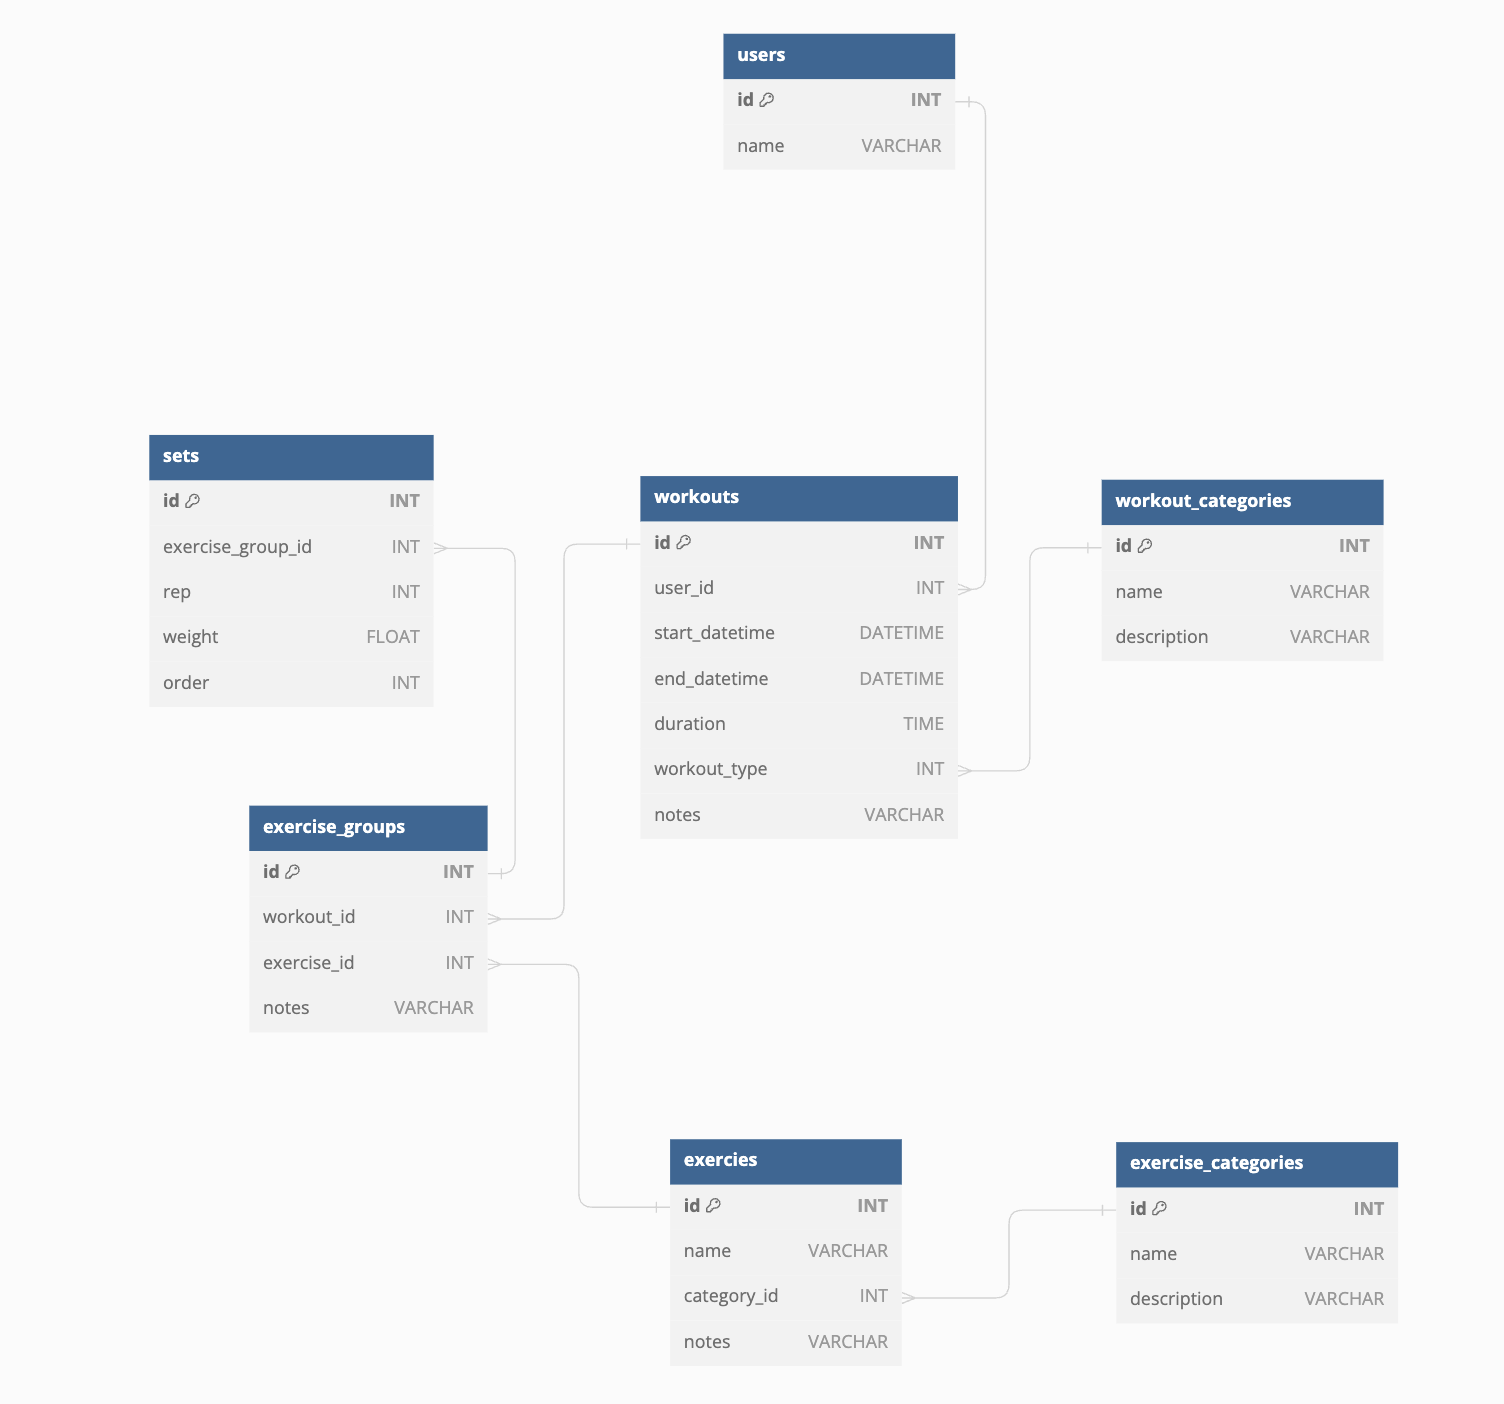 users
id INT
name VARCHAR
sets
id INT
exercise_group_id INT
rep INT
weight FLOAT
order INT
workouts
id INT
user_id INT
start_datetime DATETIME
end_datetime DATETIME
duration TIME
workout_type INT
notes VARCHAR
workout_categories
id INT
name VARCHAR
description VARCHAR
exercise_groups
id INT
workout_id INT
exercise_id INT
notes VARCHAR
exercies
id INT
name VARCHAR
category_id INT
notes VARCHAR
exercise_categories
id INT
name VARCHAR
description VARCHAR